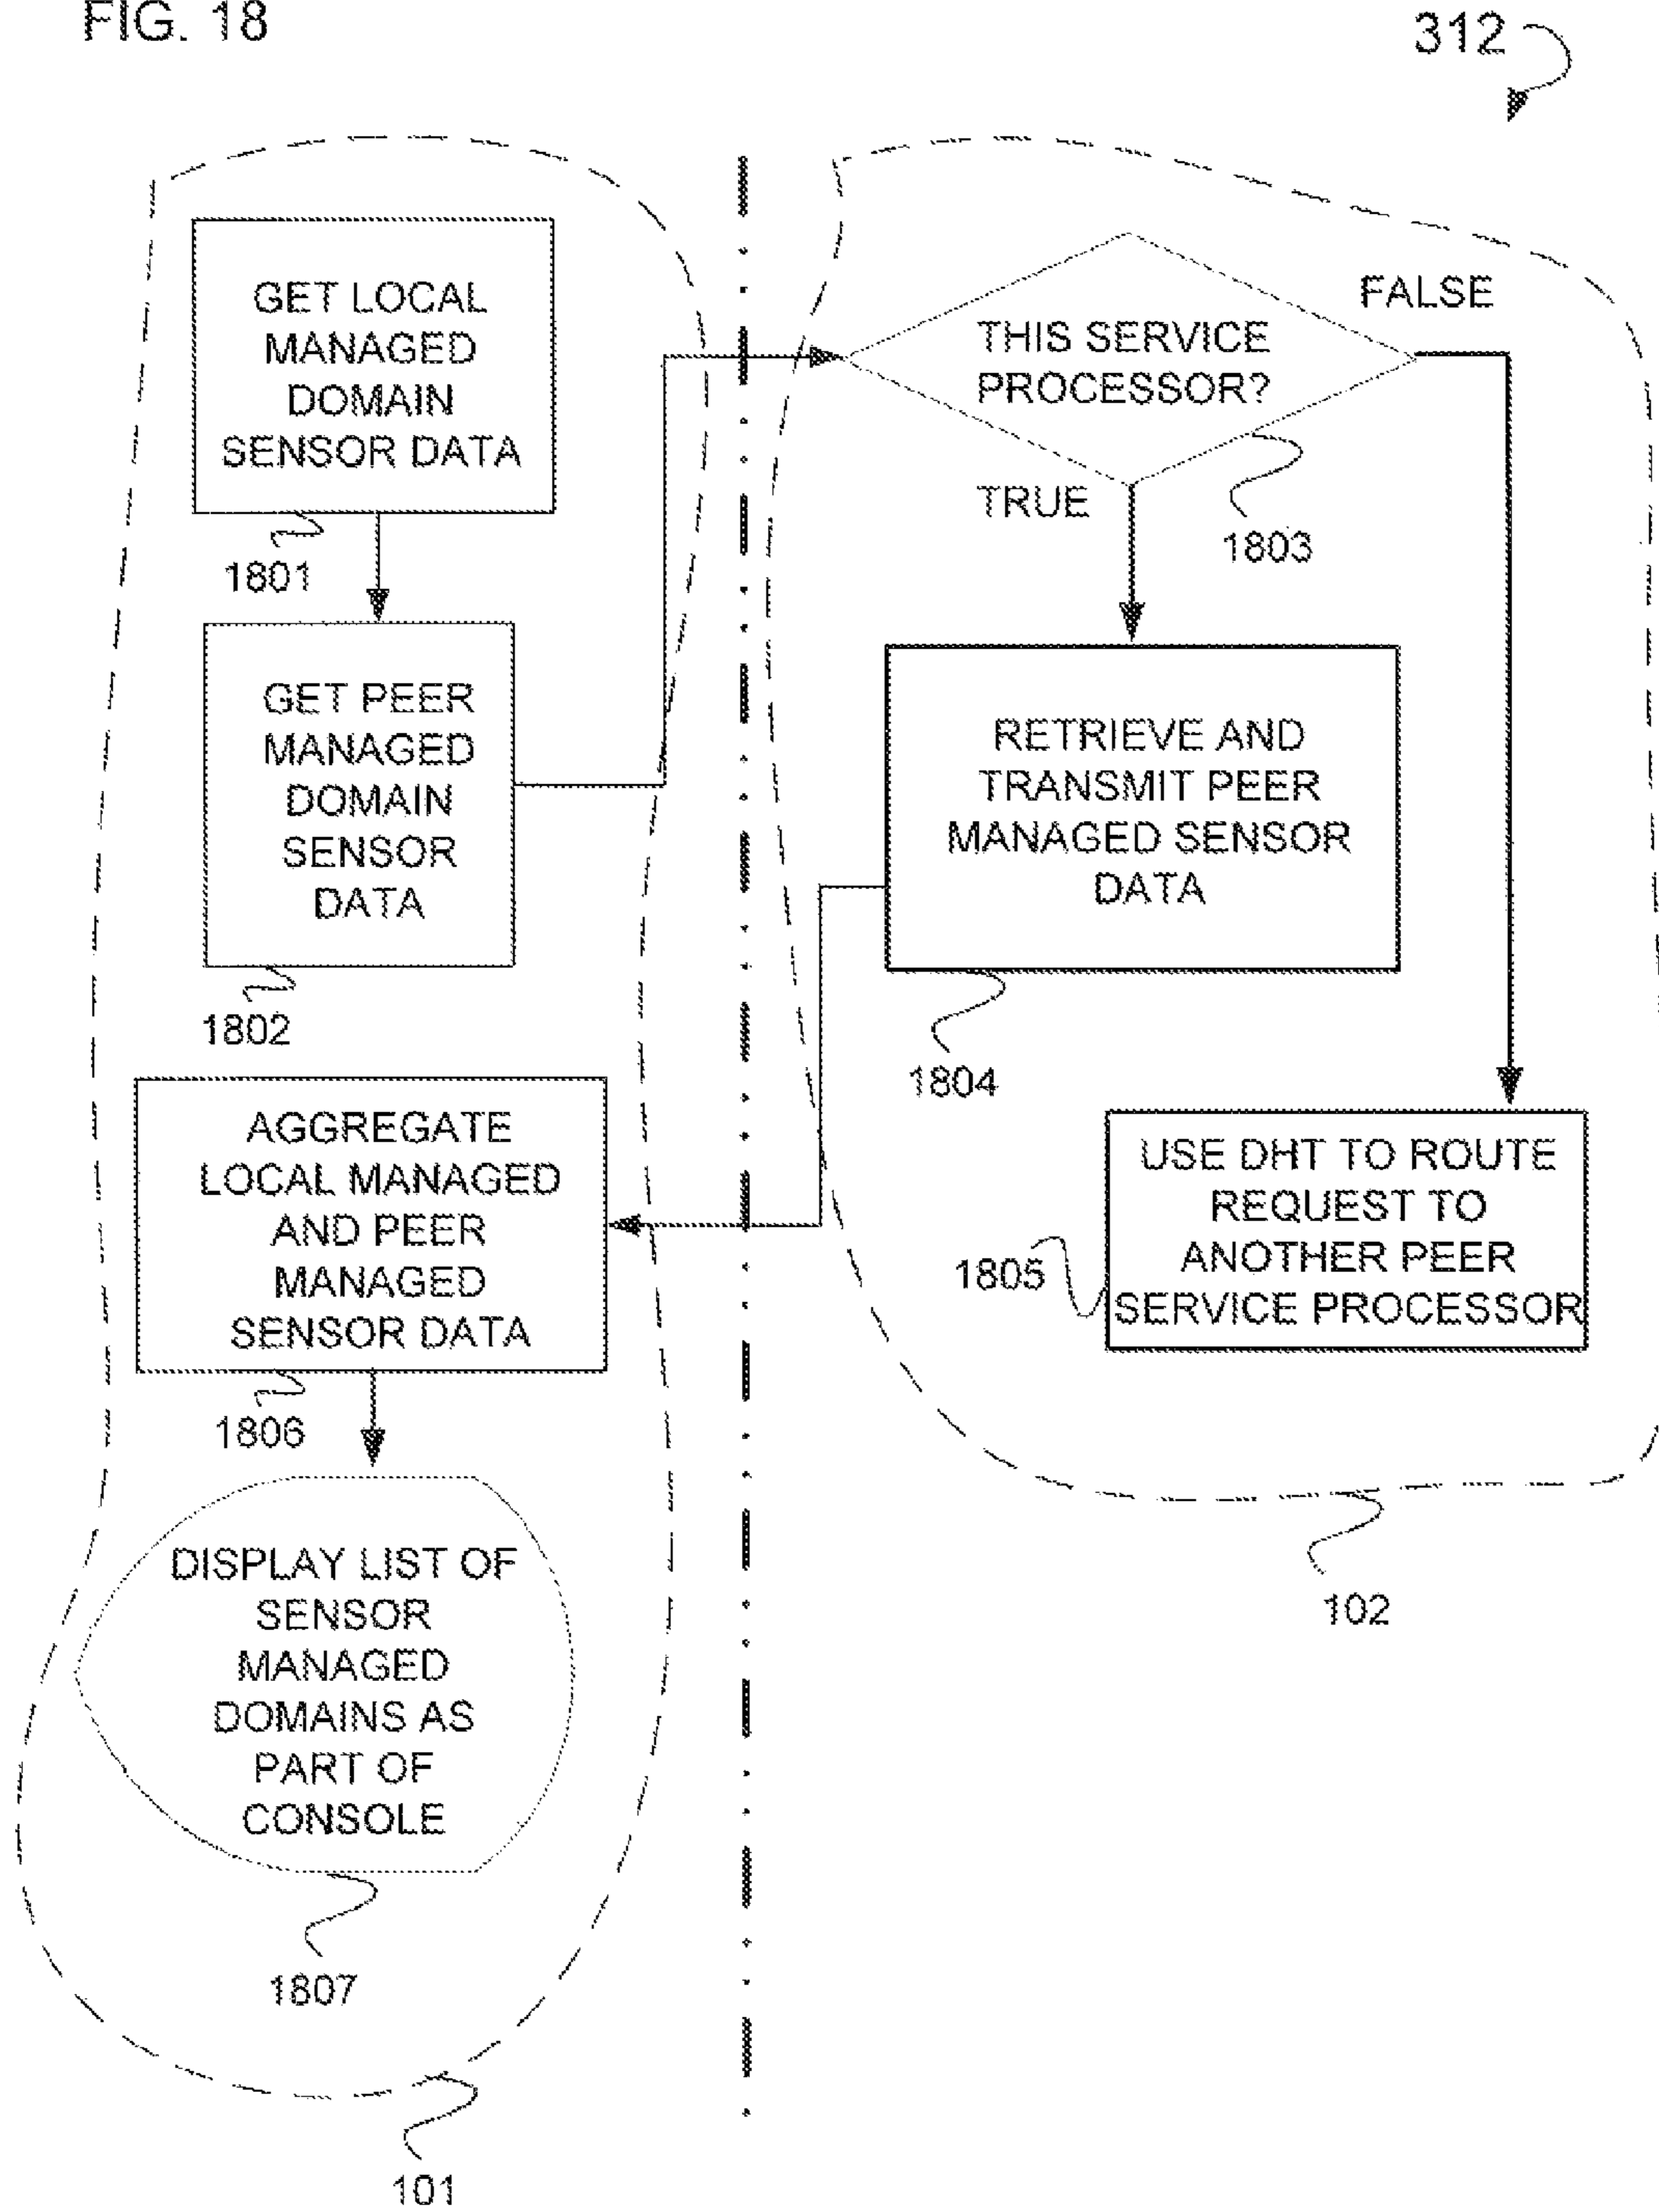 FIG. 18
312
GET LOCAL
MANAGED
DOMAIN
SENSOR DATA
1801
GET PEER
MANAGED
DOMAIN
SENSOR
DATA
1802
THIS SERVICE
PROCESSOR?
FALSE
TRUE
1803
RETRIEVE AND
TRANSMIT PEER
MANAGED SENSOR
DATA
1804
USE DHT TO ROUTE
REQUEST TO
ANOTHER PEER
SERVICE PROCESSOR
1805
AGGREGATE
LOCAL MANAGED
AND PEER
MANAGED
SENSOR DATA
1806
DISPLAY LIST OF
SENSOR
MANAGED
DOMAINS AS
PART OF
CONSOLE
1807
102
101